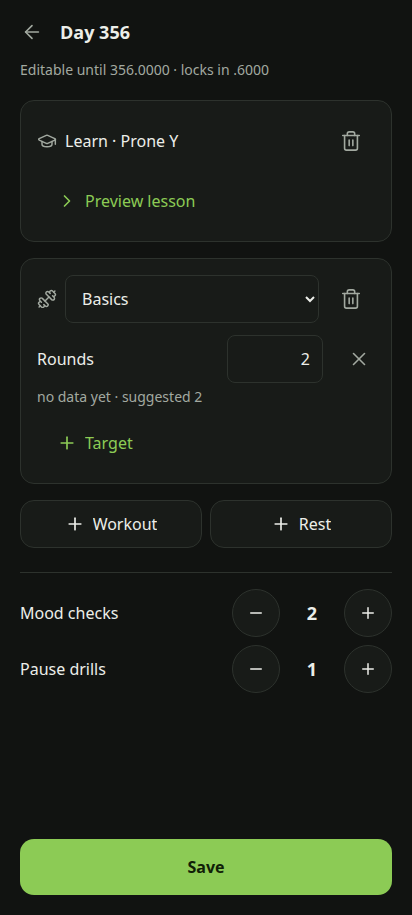 Day 356
Editable until 356.0000 · locks in .6000
Learn · Prone Y
Preview lesson
Basics
Rounds 2
no data yet · suggested 2
Target
Workout Rest
Mood checks 2
Pause drills 1
Save